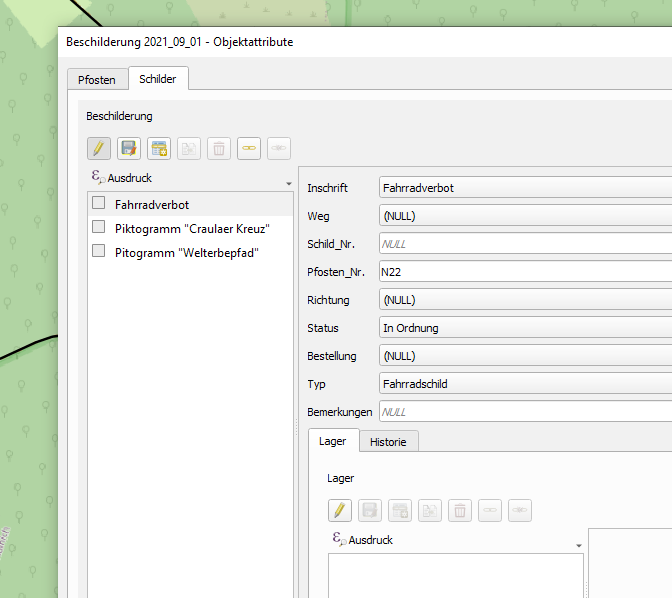 Beschilderung 2021_09_01 - Objektattribute
Pfosten Schilder
Beschilderung
Ausdruck
Fahrradverbot
Piktogramm "Craulaer Kreuz"
Pitogramm "Welterbepfad"
Inschrift Fahrradverbot
Weg (NULL)
Schild_Nr. NULL
Pfosten_Nr. N22
Richtung (NULL)
Status In Ordnung
Bestellung (NULL)
Typ Fahrradschild
Bemerkungen NULL
Lager Historie
Lager
Ausdruck